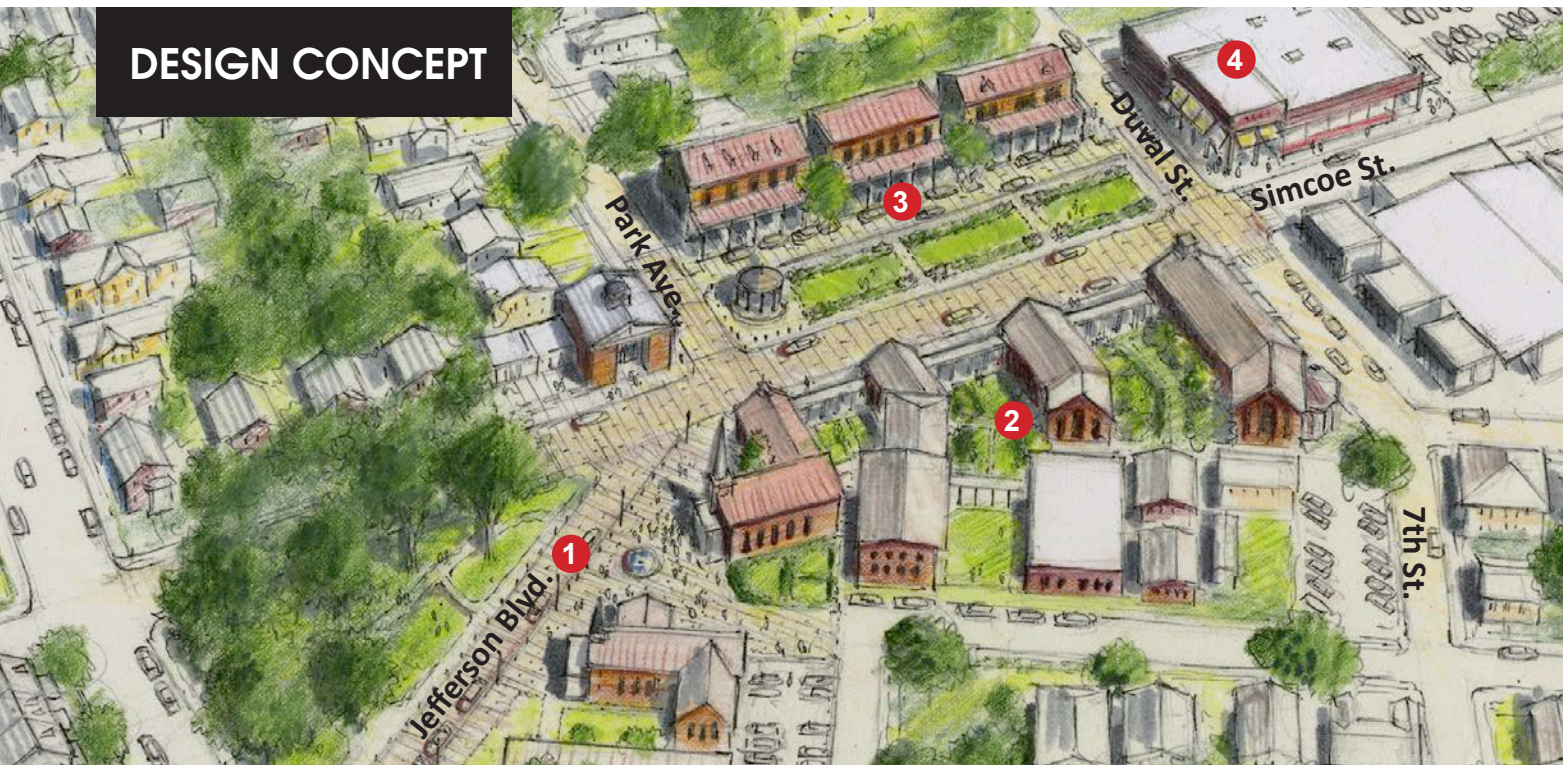 DESIGN CONCEPT
4
Duval St.
Simcoe St.
3
Park Ave.
2
1
Jefferson Blvd.
7th St.